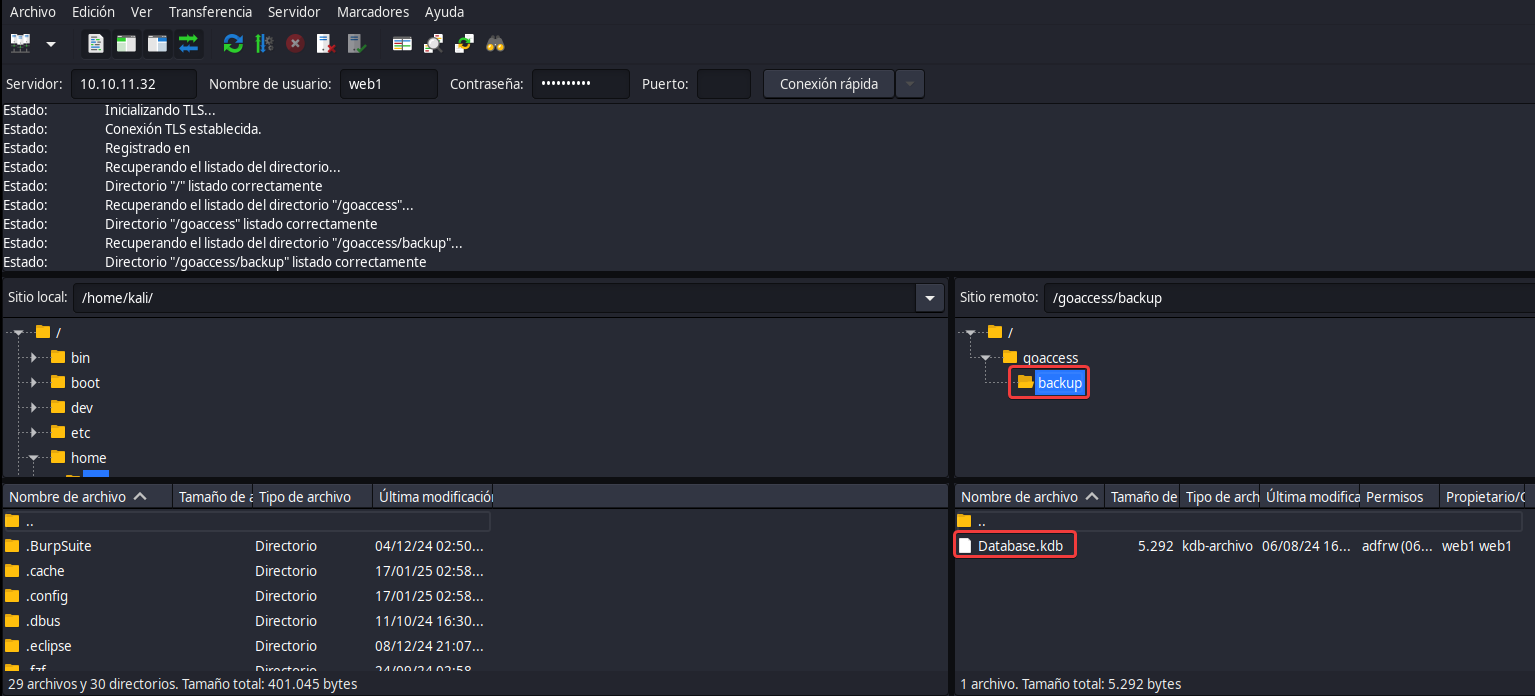 Archivo Edición Ver Transferencia Servidor Marcadores Ayuda
Servidor: 10.10.11.32 Nombre de usuario: web1 Contraseña: •••••••••• Puerto: Conexión rápida
Estado: Inicializando TLS...
Estado: Conexión TLS establecida.
Estado: Registrado en
Estado: Recuperando el listado del directorio...
Estado: Directorio "/" listado correctamente
Estado: Recuperando el listado del directorio "/goaccess"...
Estado: Directorio "/goaccess" listado correctamente
Estado: Recuperando el listado del directorio "/goaccess/backup"...
Estado: Directorio "/goaccess/backup" listado correctamente
Sitio local: /home/kali/
/
bin
boot
dev
etc
home
Nombre de archivo Tamaño de a Tipo de archivo Última modificación
..
.BurpSuite Directorio 04/12/24 02:50...
.cache Directorio 17/01/25 02:58...
.config Directorio 17/01/25 02:58...
.dbus Directorio 11/10/24 16:30...
.eclipse Directorio 08/12/24 21:07...
.fzf Directorio 24/09/24 02:58...
29 archivos y 30 directorios. Tamaño total: 401.045 bytes
Sitio remoto: /goaccess/backup
/
goaccess
backup
Nombre de archivo Tamaño de Tipo de arch Última modifica Permisos Propietario/G
..
Database.kdb 5.292 kdb-archivo 06/08/24 16... adfrw (06... web1 web1
1 archivo. Tamaño total: 5.292 bytes